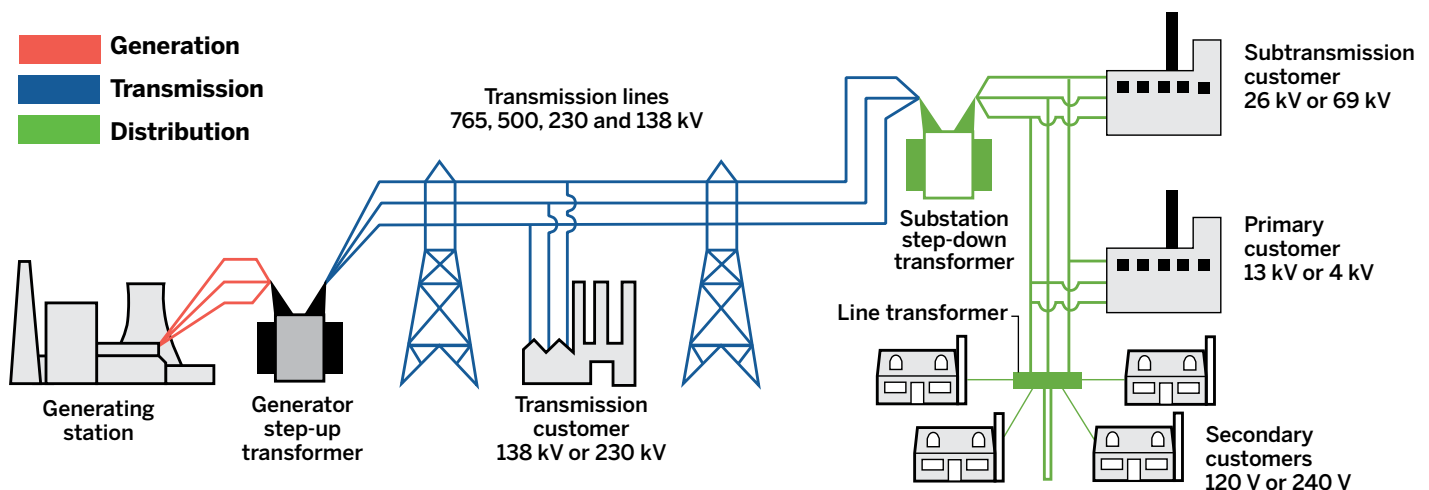 Generation
Transmission
Distribution
Transmission lines
765, 500, 230 and 138 kV
Subtransmission
customer
26 kV or 69 kV
Substation
step-down
transformer
Primary
customer
13 kV or 4 kV
Line transformer
Generating
station
Generator
step-up
transformer
Transmission
customer
138 kV or 230 kV
Secondary
customers
120 V or 240 V